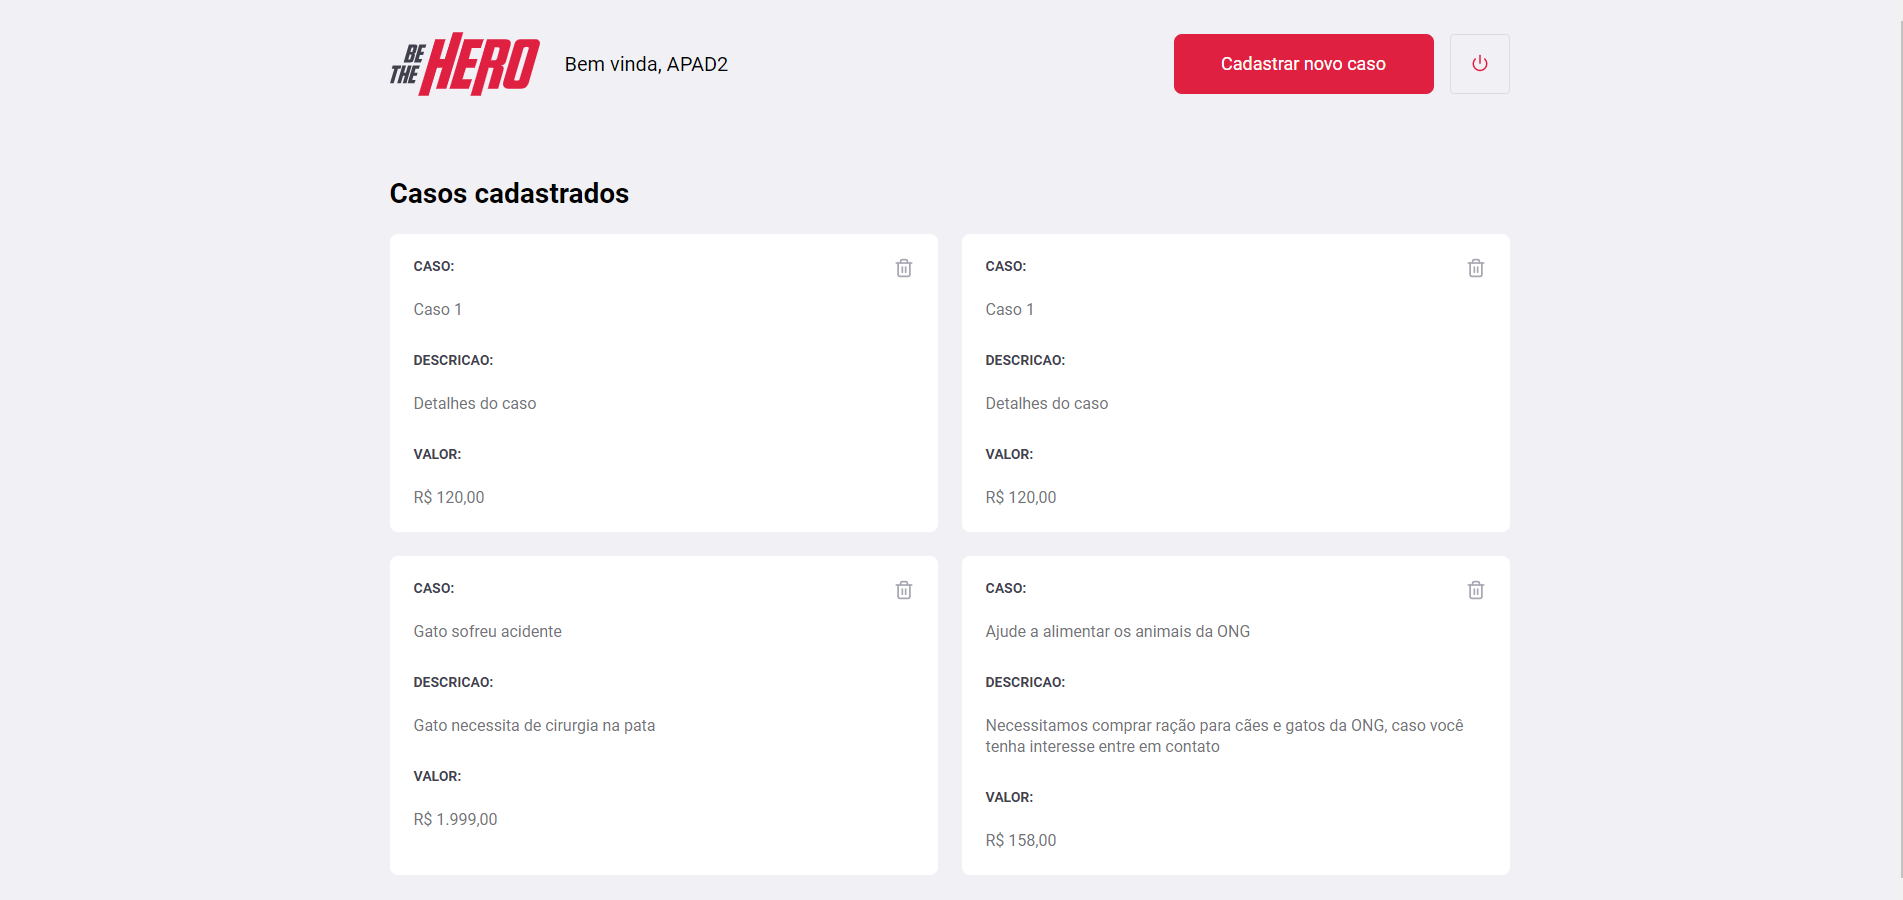 BE THE HERO
Bem vinda, APAD2
Cadastrar novo caso
Casos cadastrados
CASO:
Caso 1
DESCRICAO:
Detalhes do caso
VALOR:
R$ 120,00
CASO:
Caso 1
DESCRICAO:
Detalhes do caso
VALOR:
R$ 120,00
CASO:
Gato sofreu acidente
DESCRICAO:
Gato necessita de cirurgia na pata
VALOR:
R$ 1.999,00
CASO:
Ajude a alimentar os animais da ONG
DESCRICAO:
Necessitamos comprar ração para cães e gatos da ONG, caso você
tenha interesse entre em contato
VALOR:
R$ 158,00